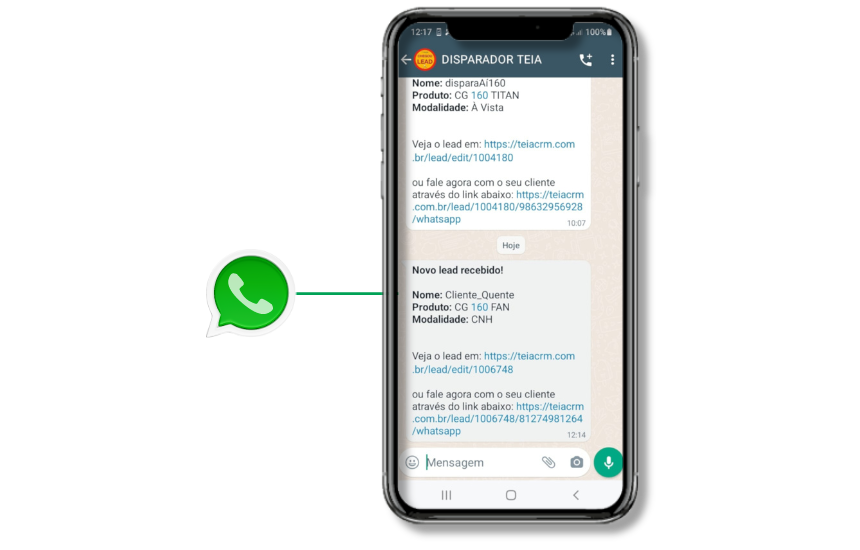 12:17
100%
LEAD
DISPARADOR TEIA
Nome: disparaAí160
Produto: CG 160 TITAN
Modalidade: À Vista
Veja o lead em: https://teiacrm.com
.br/lead/edit/1004180
ou fale agora com o seu cliente
através do link abaixo: https://teiacrm
.com.br/lead/1004180/98632956928
/whatsapp
10:07
Hoje
Novo lead recebido!
Nome: Cliente_Quente
Produto: CG 160 FAN
Modalidade: CNH
Veja o lead em: https://teiacrm.com
.br/lead/edit/1006748
ou fale agora com o seu cliente
através do link abaixo: https://teiacrm
.com.br/lead/1006748/81274981264
/whatsapp
12:14
Mensagem